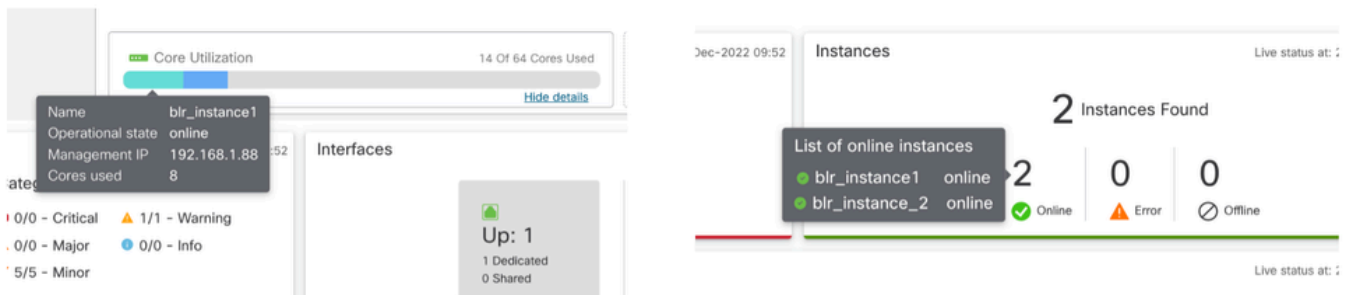 Core Utilization
14 Of 64 Cores Used
Hide details
Name blr_instance1
Operational state online
Management IP 192.168.1.88
Cores used 8
:52
Interfaces
0/0 - Critical
1/1 - Warning
0/0 - Major
0/0 - Info
5/5 - Minor
Up: 1
1 Dedicated
0 Shared
Dec-2022 09:52
Instances
Live status at: 2
2 Instances Found
List of online instances
blr_instance1 online
blr_instance_2 online
2
0
0
Online
Error
Offline
Live status at: 2